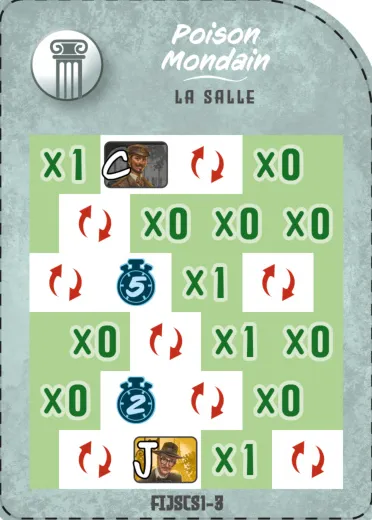 Poison
Mondain
LA SALLE
X1 C X0
X0 X0 X0
5 X1
X0 X1 X0
X0 2 X0
J X1
FIJSCS1-3